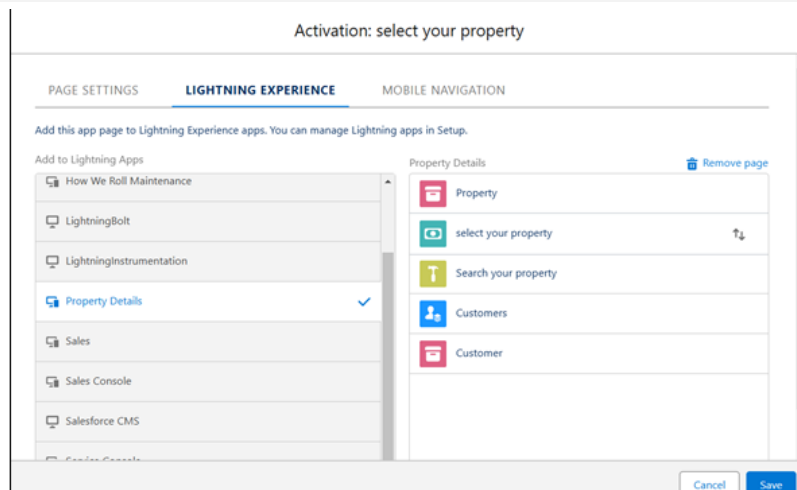 Activation: select your property
PAGE SETTINGS
LIGHTNING EXPERIENCE
MOBILE NAVIGATION
Add this app page to Lightning Experience apps. You can manage Lightning apps in Setup.
Add to Lightning Apps
How We Roll Maintenance
LightningBolt
LightningInstrumentation
Property Details
Sales
Sales Console
Salesforce CMS
Service Console
Property Details
Remove page
Property
select your property
Search your property
Customers
Customer
Cancel
Save